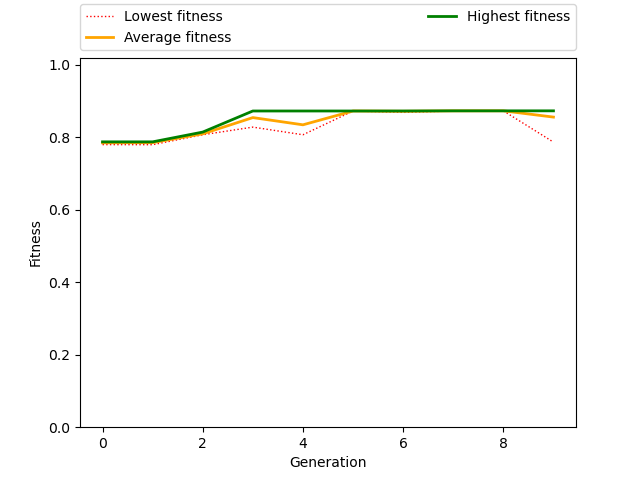 Lowest fitness
Average fitness
Highest fitness
1.0
0.8
0.6
0.4
0.2
0.0
Fitness
0 2 4 6 8
Generation